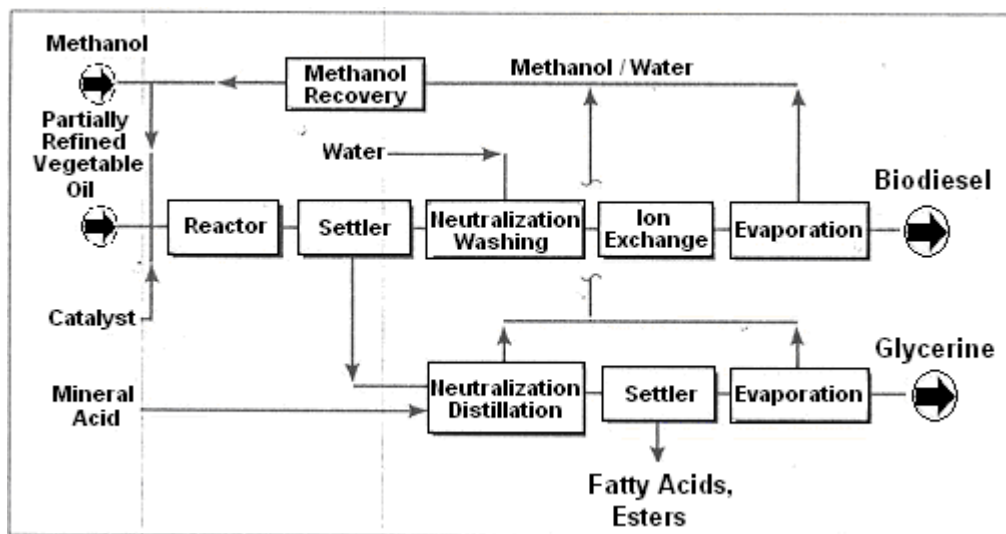 Methanol
Methanol
Recovery
Methanol / Water
Partially
Refined
Vegetable
Oil
Water
Biodiesel
Reactor
Settler
Neutralization
Washing
Ion
Exchange
Evaporation
Catalyst
Glycerine
Mineral
Acid
Neutralization
Distillation
Settler
Evaporation
Fatty Acids,
Esters